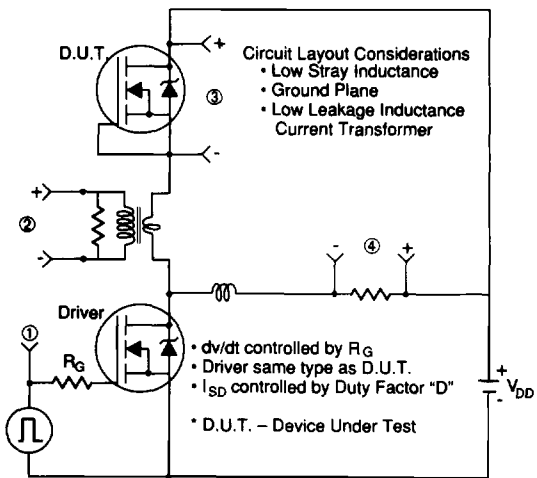 D.U.T.
+
③
-
Circuit Layout Considerations
• Low Stray Inductance
• Ground Plane
• Low Leakage Inductance
Current Transformer
+
②
-
- ④ +
Driver
①
RG
• dv/dt controlled by RG
• Driver same type as D.U.T.
• ISD controlled by Duty Factor "D"
* D.U.T. – Device Under Test
+
VDD
-